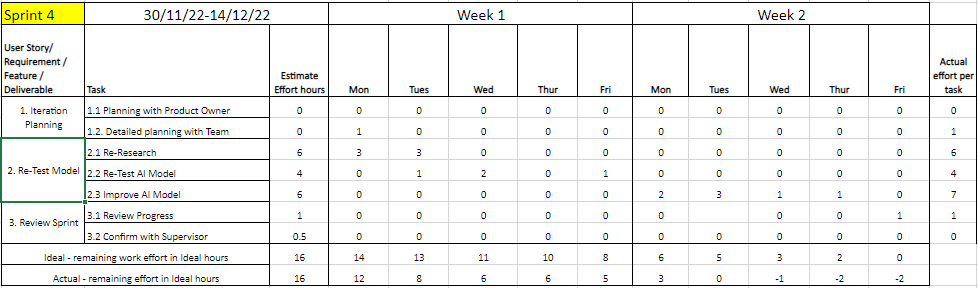 Sprint 4 30/11/22-14/12/22 Week 1 Week 2
User Story/ Requirement / Feature / Deliverable Task Estimate Effort hours Mon Tues Wed Thur Fri Mon Tues Wed Thur Fri Actual effort per task
1. Iteration Planning 1.1 Planning with Product Owner 0 0 0 0 0 0 0 0 0 0 0 0
1.2. Detailed planning with Team 0 1 0 0 0 0 0 0 0 0 0 1
2. Re-Test Model 2.1 Re-Research 6 3 3 0 0 0 0 0 0 0 0 6
2.2 Re-Test AI Model 4 0 1 2 0 1 0 0 0 0 0 4
2.3 Improve AI Model 6 0 0 0 0 0 2 3 1 1 0 7
3. Review Sprint 3.1 Review Progress 1 0 0 0 0 0 0 0 0 1 1
3.2 Confirm with Supervisor 0.5 0 0 0 0 0 0 0 0 0 0 0
Ideal - remaining work effort in Ideal hours 16 14 13 11 10 8 6 5 3 2 0
Actual - remaining effort in Ideal hours 16 12 8 6 6 5 3 0 -1 -2 -2